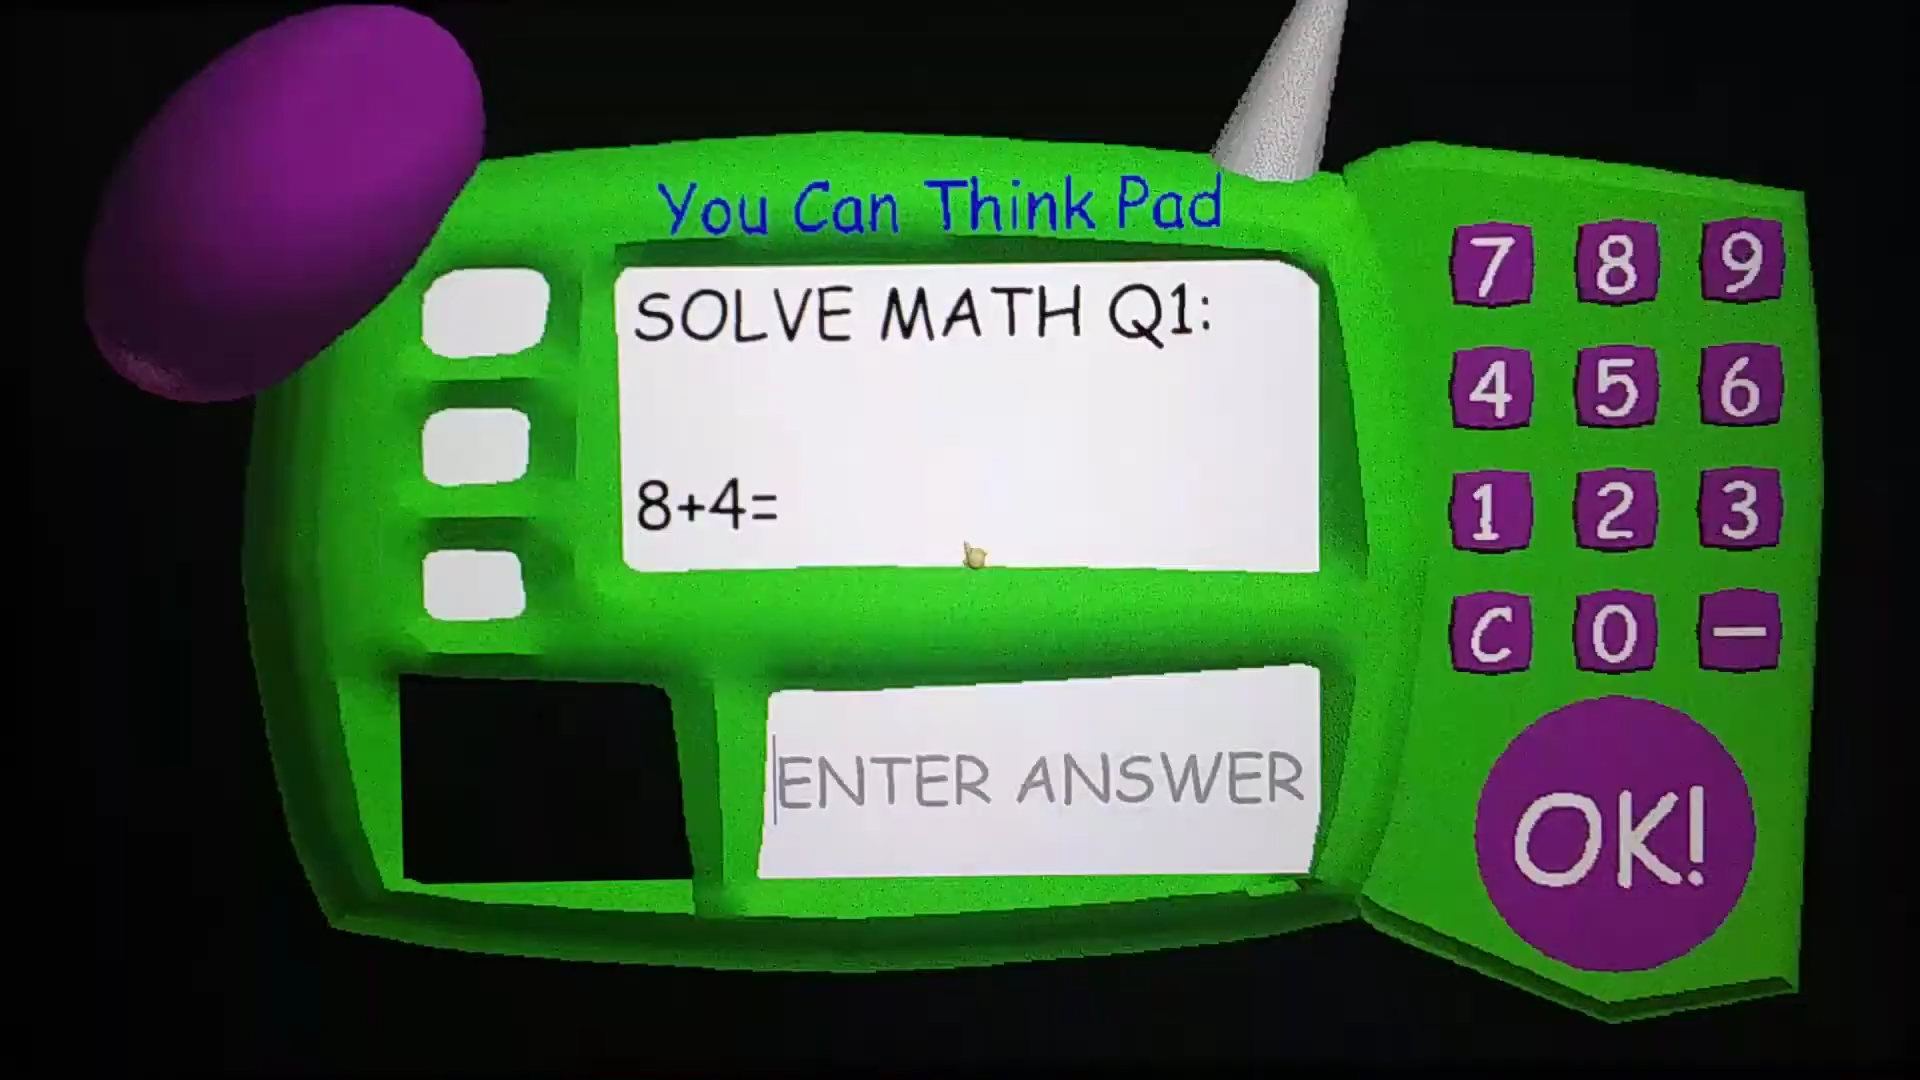 You Can Think Pad
SOLVE MATH Q1:
8+4=
ENTER ANSWER
7 8 9
4 5 6
1 2 3
C 0 −
OK!